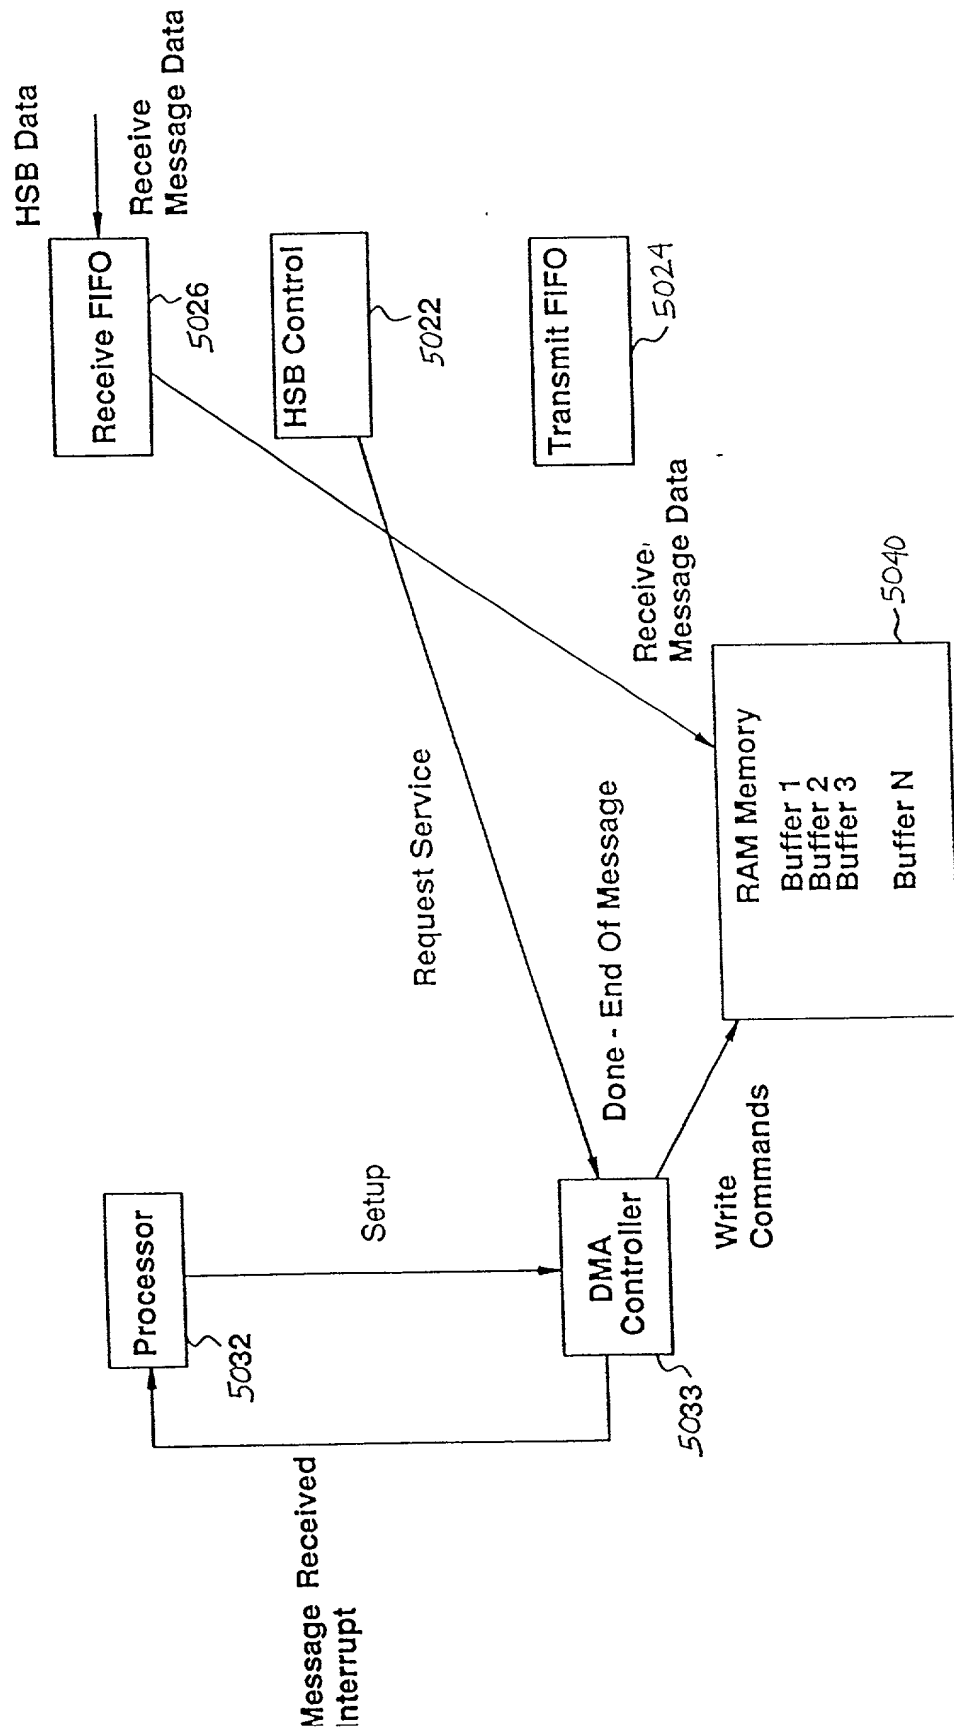 HSB Data
Receive
Message Data
Receive FIFO
5026
HSB Control
5022
Transmit FIFO
5024
Receive
Message Data
5040
RAM Memory
Buffer 1
Buffer 2
Buffer 3
Buffer N
Request Service
Done - End Of Message
Write
Commands
Setup
Processor
5032
DMA
Controller
5033
Message Received
Interrupt